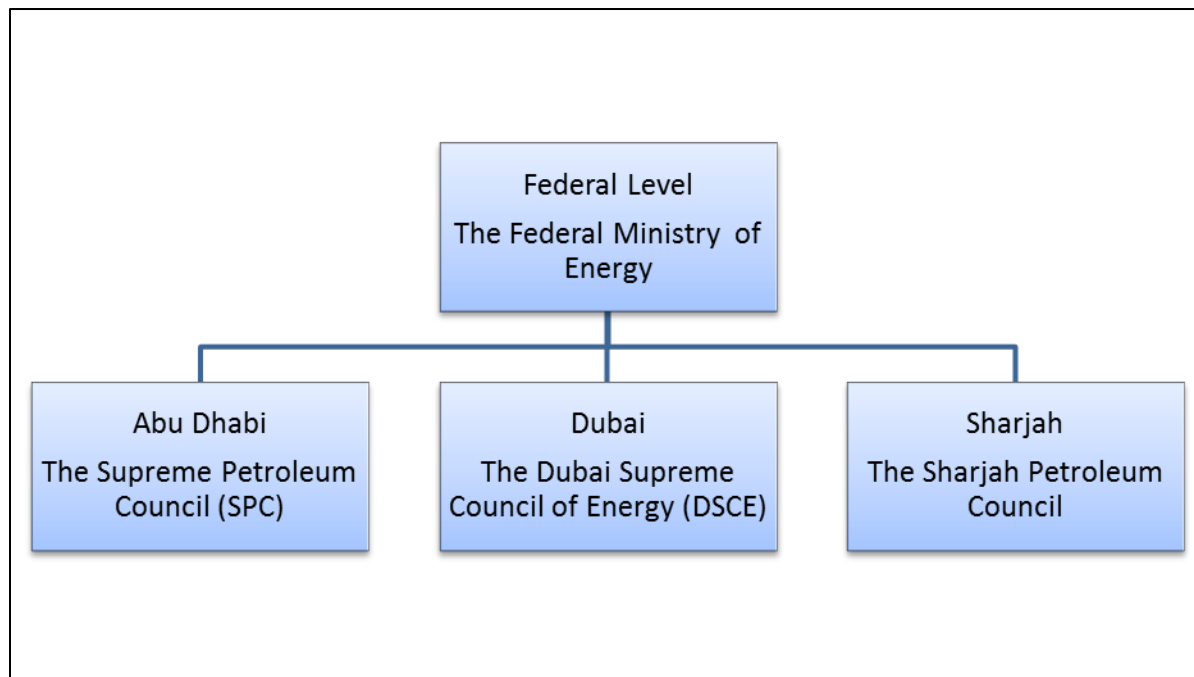 Federal Level
The Federal Ministry of
Energy
Abu Dhabi
The Supreme Petroleum
Council (SPC)
Dubai
The Dubai Supreme
Council of Energy (DSCE)
Sharjah
The Sharjah Petroleum
Council